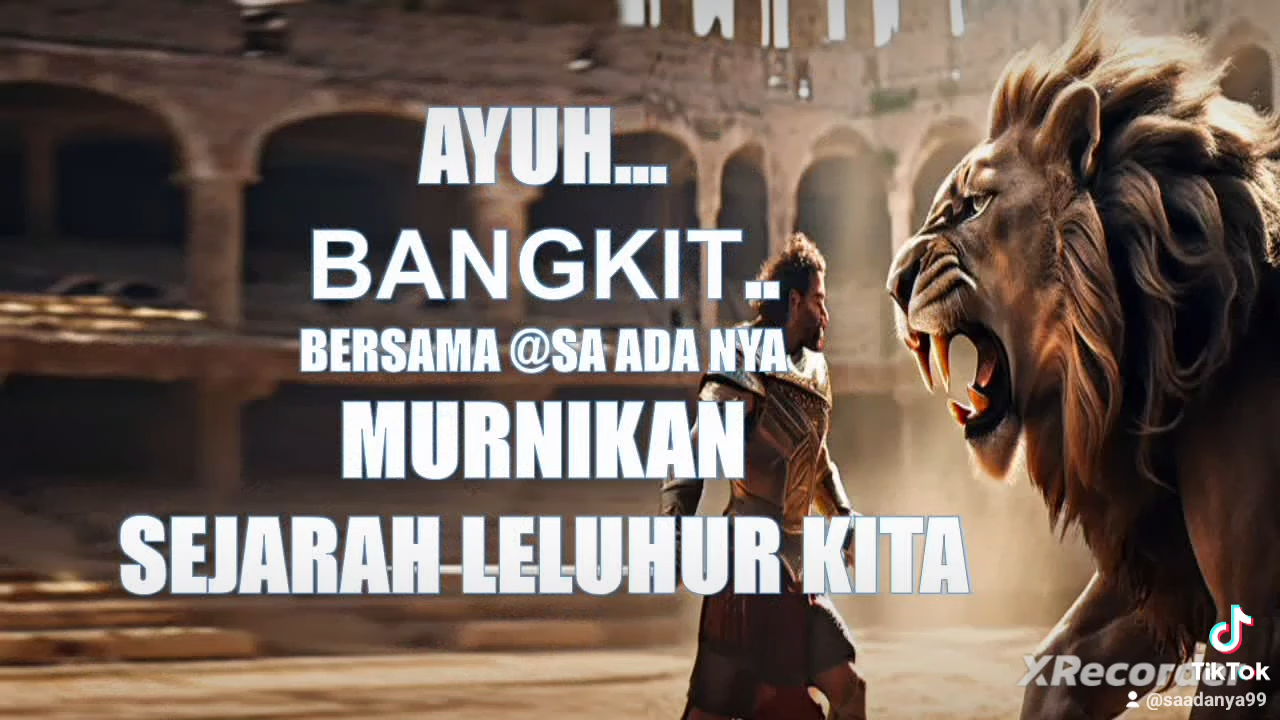 AYUH...
BANGKIT..
BERSAMA @SA ADA NYA
MURNIKAN
SEJARAH LELUHUR KITA
XRecorder
TikTok
@saadanya99